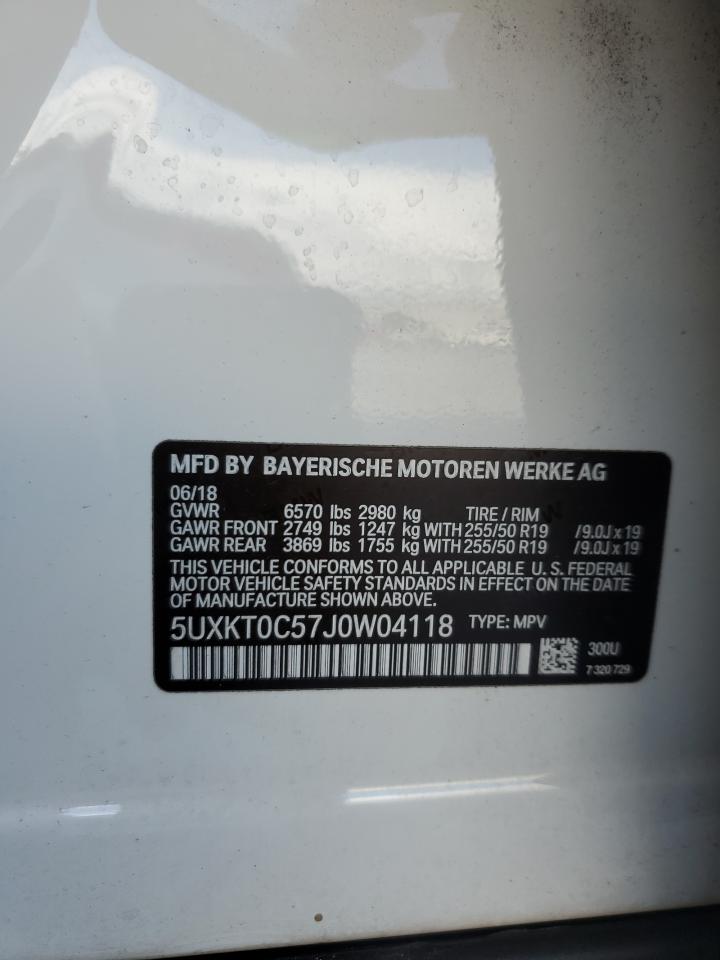 MFD BY BAYERISCHE MOTOREN WERKE AG
06/18
GVWR 6570 lbs 2980 kg TIRE / RIM
GAWR FRONT 2749 lbs 1247 kg WITH 255/50 R19 /9.0J x 19
GAWR REAR 3869 lbs 1755 kg WITH 255/50 R19 /9.0J x 19
THIS VEHICLE CONFORMS TO ALL APPLICABLE U. S. FEDERAL
MOTOR VEHICLE SAFETY STANDARDS IN EFFECT ON THE DATE
OF MANUFACTURE SHOWN ABOVE.
5UXKT0C57J0W04118 TYPE: MPV
300U
7 320 729